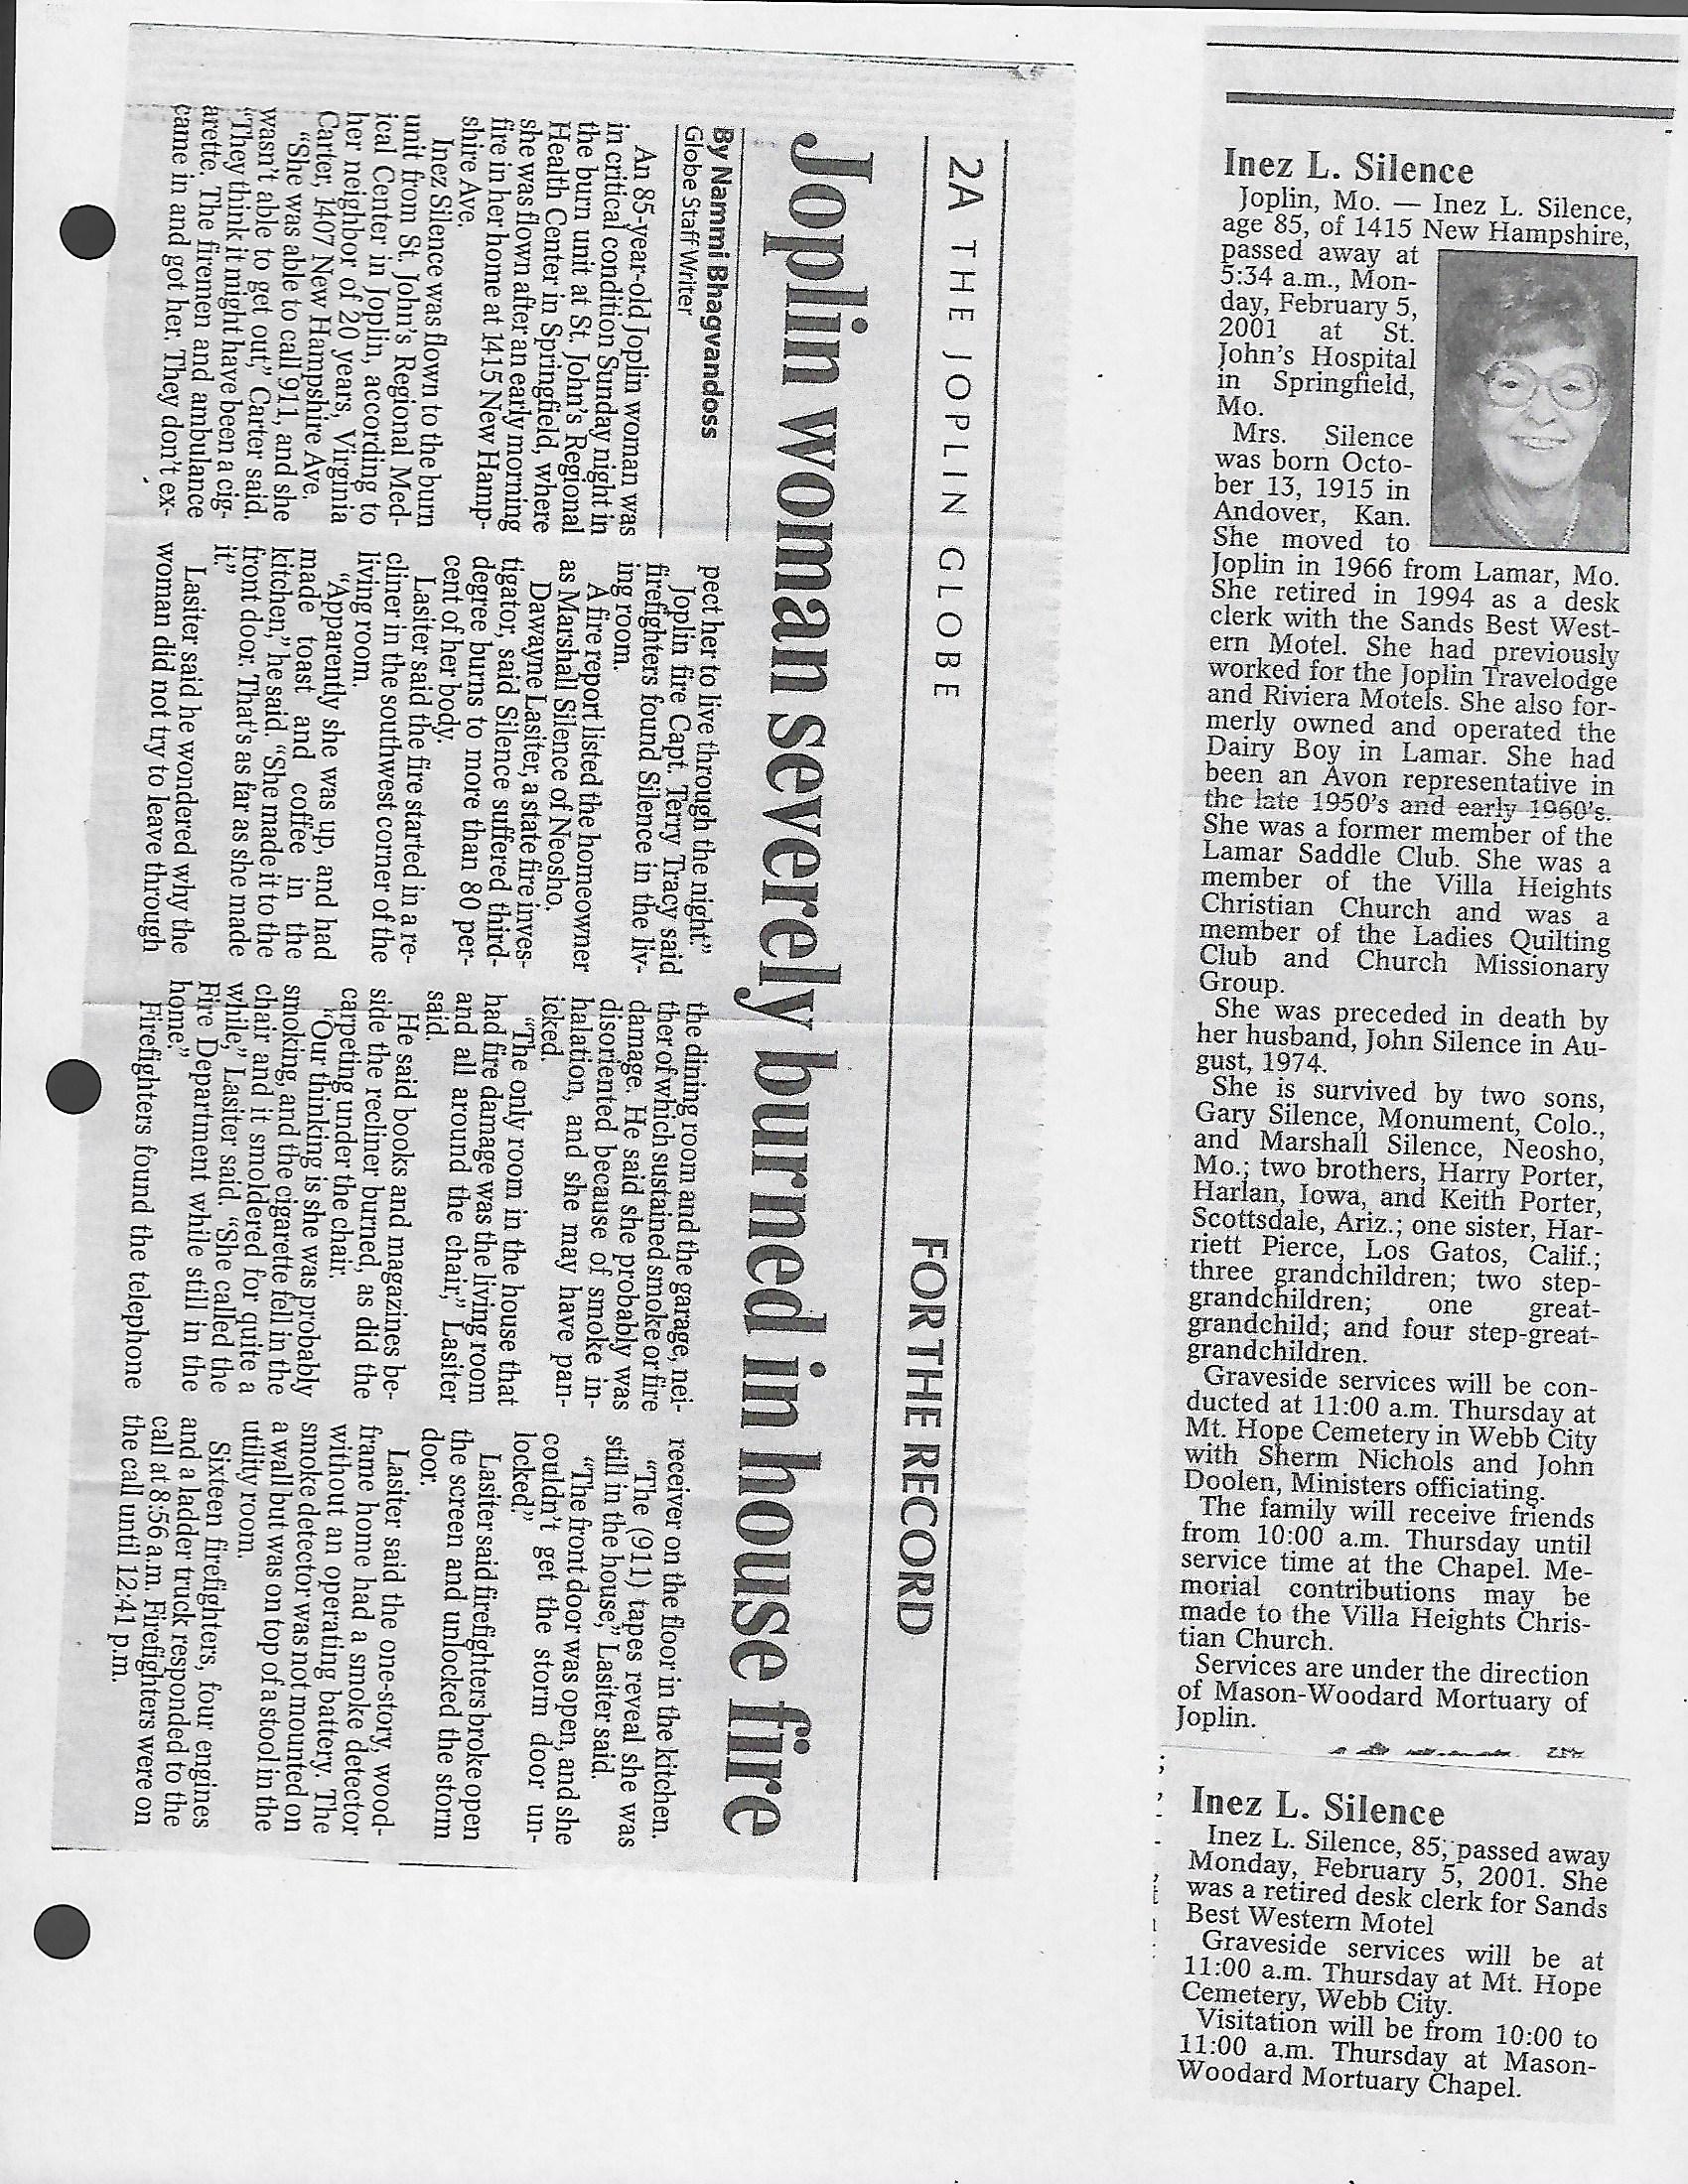 Inez L. Silence
Joplin, Mo. — Inez L. Silence,
age 85, of 1415 New Hampshire,
passed away at
5:34 a.m., Mon-
day, February 5,
2001 at St.
John's Hospital
in Springfield,
Mo.
Mrs. Silence
was born Octo-
ber 13, 1915 in
Andover, Kan.
She moved to
Joplin in 1966 from Lamar, Mo.
She retired in 1994 as a desk
clerk with the Sands Best West-
ern Motel. She had previously
worked for the Joplin Travelodge
and Riviera Motels. She also for-
merly owned and operated the
Dairy Boy in Lamar. She had
been an Avon representative in
the late 1950's and early 1960's.
She was a former member of the
Lamar Saddle Club. She was a
member of the Villa Heights
Christian Church and was a
member of the Ladies Quilting
Club and Church Missionary
Group.
She was preceded in death by
her husband, John Silence in Au-
gust, 1974.
She is survived by two sons,
Gary Silence, Monument, Colo.,
and Marshall Silence, Neosho,
Mo.; two brothers, Harry Porter,
Harlan, Iowa, and Keith Porter,
Scottsdale, Ariz.; one sister, Har-
riett Pierce, Los Gatos, Calif.;
three grandchildren; two step-
grandchildren; one great-
grandchild; and four step-great-
grandchildren.
Graveside services will be con-
ducted at 11:00 a.m. Thursday at
Mt. Hope Cemetery in Webb City
with Sherm Nichols and John
Doolen, Ministers officiating.
The family will receive friends
from 10:00 a.m. Thursday until
service time at the Chapel. Me-
morial contributions may be
made to the Villa Heights Chris-
tian Church.
Services are under the direction
of Mason-Woodard Mortuary of
Joplin.
Inez L. Silence
Inez L. Silence, 85, passed away
Monday, February 5, 2001. She
was a retired desk clerk for Sands
Best Western Motel
Graveside services will be at
11:00 a.m. Thursday at Mt. Hope
Cemetery, Webb City.
Visitation will be from 10:00 to
11:00 a.m. Thursday at Mason-
Woodard Mortuary Chapel.
2A THE JOPLIN GLOBE
FOR THE RECORD
Joplin woman severely burned in house fire
By Nammi Bhagvandoss
Globe Staff Writer
An 85-year-old Joplin woman was
in critical condition Sunday night in
the burn unit at St. John's Regional
Health Center in Springfield, where
she was flown after an early morning
fire in her home at 1415 New Hamp-
shire Ave.
Inez Silence was flown to the burn
unit from St. John's Regional Med-
ical Center in Joplin, according to
her neighbor of 20 years, Virginia
Carter, 1407 New Hampshire Ave.
"She was able to call 911, and she
wasn't able to get out," Carter said.
"They think it might have been a cig-
arette. The firemen and ambulance
came in and got her. They don't ex-
pect her to live through the night."
Joplin fire Capt. Terry Tracy said
firefighters found Silence in the liv-
ing room.
A fire report listed the homeowner
as Marshall Silence of Neosho.
Dawayne Lasiter, a state fire inves-
tigator, said Silence suffered third-
degree burns to more than 80 per-
cent of her body.
Lasiter said the fire started in a re-
cliner in the southwest corner of the
living room.
"Apparently she was up, and had
made toast and coffee in the
kitchen," he said. "She made it to the
front door. That's as far as she made
it."
Lasiter said he wondered why the
woman did not try to leave through
the dining room and the garage, nei-
ther of which sustained smoke or fire
damage. He said she probably was
disoriented because of smoke in-
halation, and she may have pan-
icked.
"The only room in the house that
had fire damage was the living room
and all around the chair," Lasiter
said.
He said books and magazines be-
side the recliner burned, as did the
carpeting under the chair.
"Our thinking is she was probably
smoking, and the cigarette fell in the
chair and it smoldered for quite a
while," Lasiter said. "She called the
Fire Department while still in the
home."
Firefighters found the telephone
receiver on the floor in the kitchen.
"The (911) tapes reveal she was
still in the house," Lasiter said.
"The front door was open, and she
couldn't get the storm door un-
locked."
Lasiter said firefighters broke open
the screen and unlocked the storm
door.
Lasiter said the one-story, wood-
frame home had a smoke detector
without an operating battery. The
smoke detector was not mounted on
a wall but was on top of a stool in the
utility room.
Sixteen firefighters, four engines
and a ladder truck responded to the
call at 8:56 a.m. Firefighters were on
the call until 12:41 p.m.